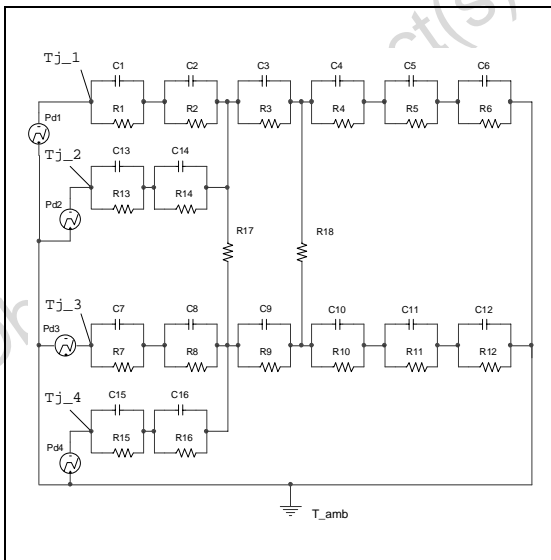 ct(s)
Tj_1
C1 C2 C3 C4 C5 C6
R1 R2 R3 R4 R5 R6
Pd1
Tj_2
C13 C14
R13 R14
Pd2
R17 R18
Tj_3
C7 C8 C9 C10 C11 C12
Pd3
R7 R8 R9 R10 R11 R12
Tj_4
C15 C16
R15 R16
Pd4
T_amb